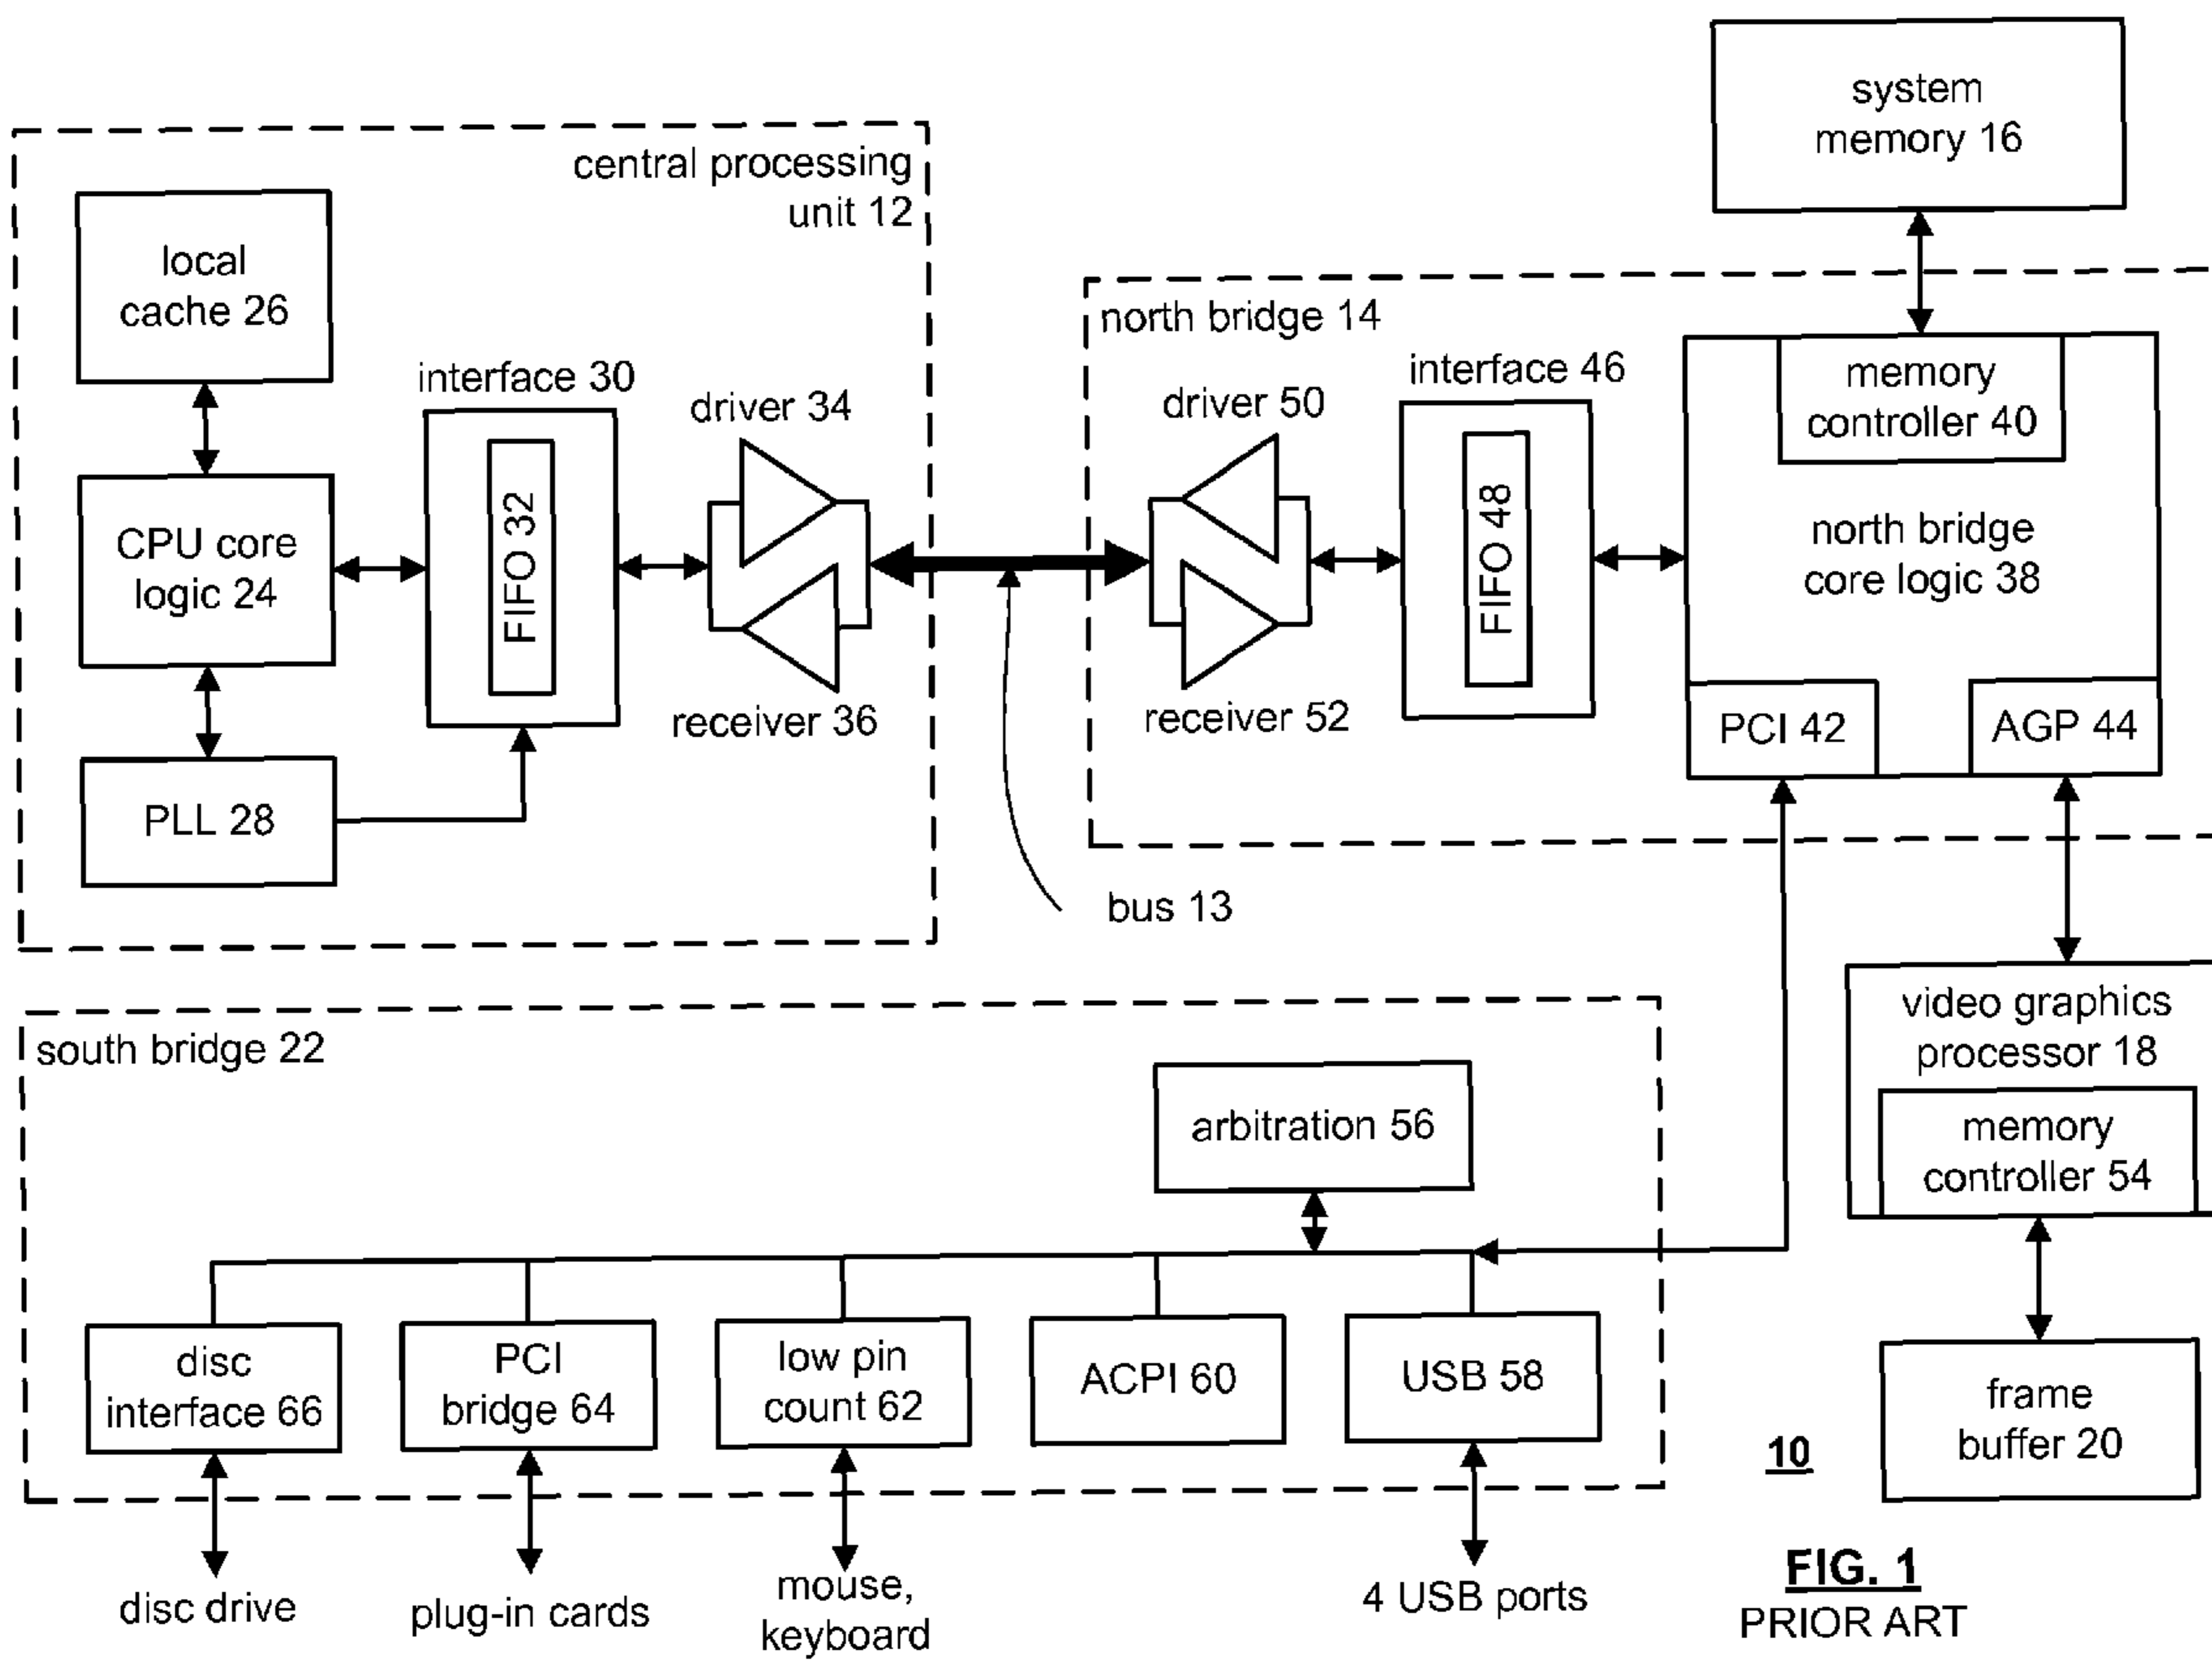 system
memory 16
central processing
unit 12
local
cache 26
north bridge 14
interface 30
driver 34
driver 50
interface 46
memory
controller 40
CPU core
logic 24
FIFO 32
FIFO 48
north bridge
core logic 38
receiver 36
receiver 52
PCI 42
AGP 44
PLL 28
bus 13
south bridge 22
video graphics
processor 18
arbitration 56
memory
controller 54
disc
interface 66
PCI
bridge 64
low pin
count 62
ACPI 60
USB 58
frame
buffer 20
10
disc drive
plug-in cards
mouse,
keyboard
4 USB ports
FIG. 1
PRIOR ART